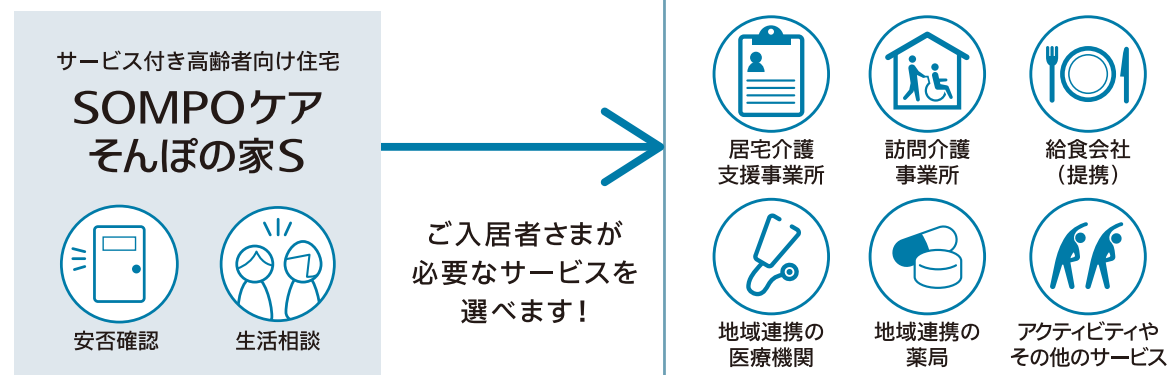 サービス付き高齢者向け住宅
SOMPOケア
そんぽの家S
安否確認
生活相談
ご入居者さまが
必要なサービスを
選べます！
居宅介護
支援事業所
訪問介護
事業所
給食会社
（提携）
地域連携の
医療機関
地域連携の
薬局
アクティビティや
その他のサービス